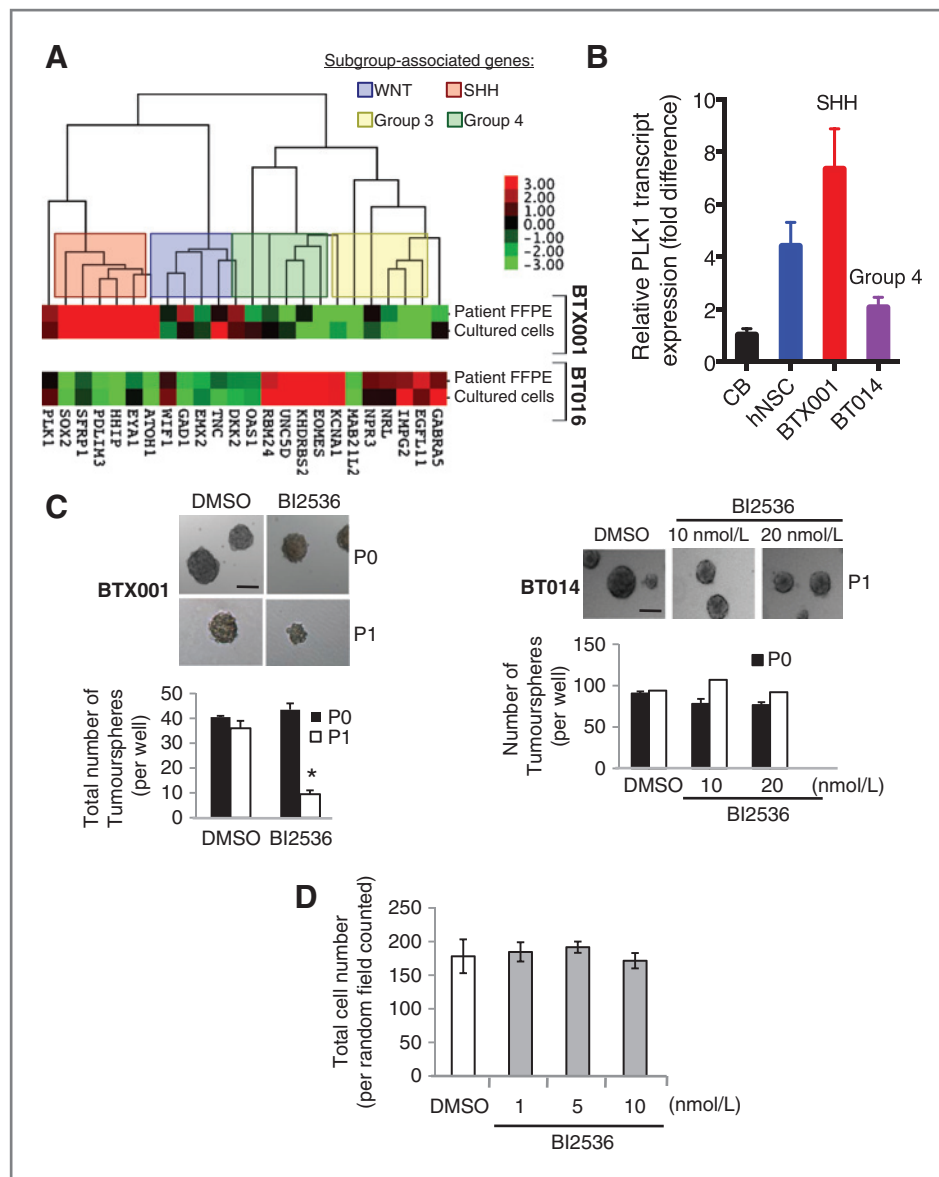 A
Subgroup-associated genes:
WNT
SHH
Group 3
Group 4
3.00
2.00
1.00
0.00
-1.00
-2.00
-3.00
Patient FFPE
Cultured cells
BTX001
Patient FFPE
Cultured cells
BT016
PLK1
SOX2
SFRP1
PDLIM3
HHIP
EYA1
ATOH1
WIF1
GAD1
EMX2
TNC
DKK2
OAS1
RBM24
UNC5D
KHDRBS2
EOMES
KCNA1
MAB21L2
NPR3
NRL
IMPG2
EGFL11
GABRA5
B
Relative PLK1 transcript
expression (fold difference)
10
8
6
4
2
0
SHH
Group 4
CB
hNSC
BTX001
BT014
C
DMSO
BI2536
BTX001
P0
P1
Total number of
Tumourspheres
(per well)
50
40
30
20
10
0
P0
P1
*
DMSO
BI2536
BI2536
DMSO
10 nmol/L
20 nmol/L
BT014
P1
Number of
Tumourspheres
(per well)
150
100
50
0
P0
DMSO
10
20
(nmol/L)
BI2536
D
Total cell number
(per random field counted)
250
200
150
100
50
0
DMSO
1
5
10
(nmol/L)
BI2536